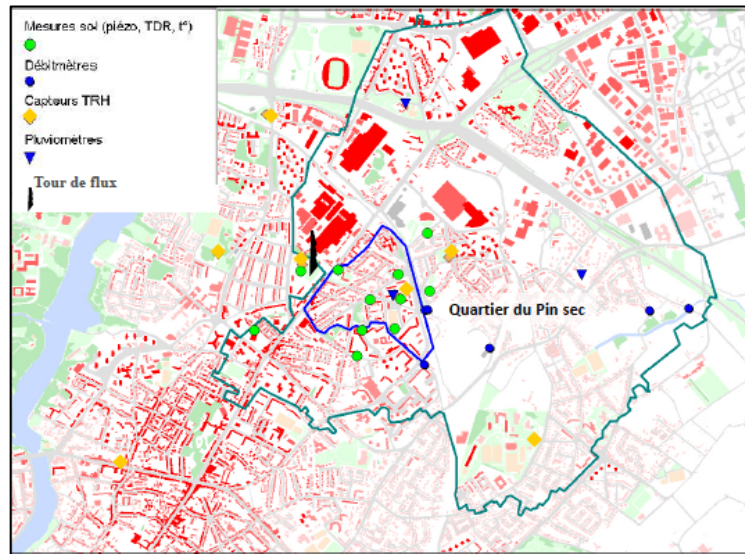 Mesures sol (piézo, TDR, t°)
Débitmètres
Capteurs TRH
Pluviomètres
Tour de flux
Quartier du Pin sec